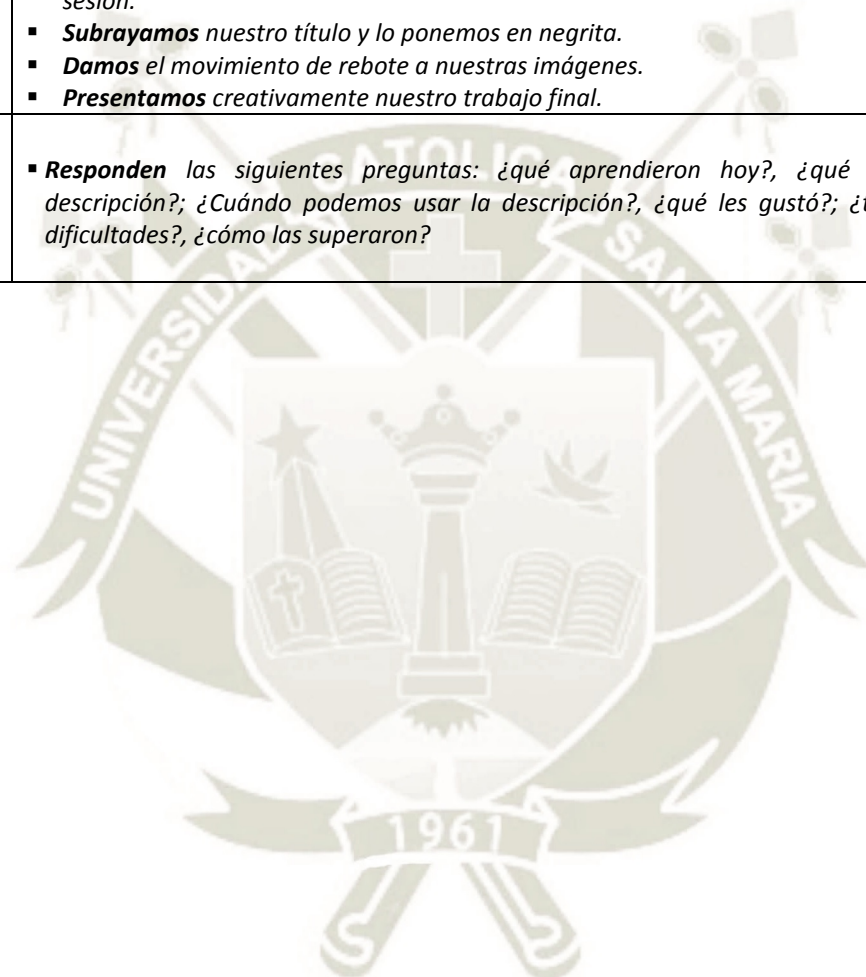 sesión.
▪ Subrayamos nuestro título y lo ponemos en negrita.
▪ Damos el movimiento de rebote a nuestras imágenes.
▪ Presentamos creativamente nuestro trabajo final.
▪ Responden las siguientes preguntas: ¿qué aprendieron hoy?, ¿qué
descripción?; ¿Cuándo podemos usar la descripción?, ¿qué les gustó?;
dificultades?, ¿cómo las superaron?
UNIVERSIDAD CATOLICA SANTA MARIA
1961